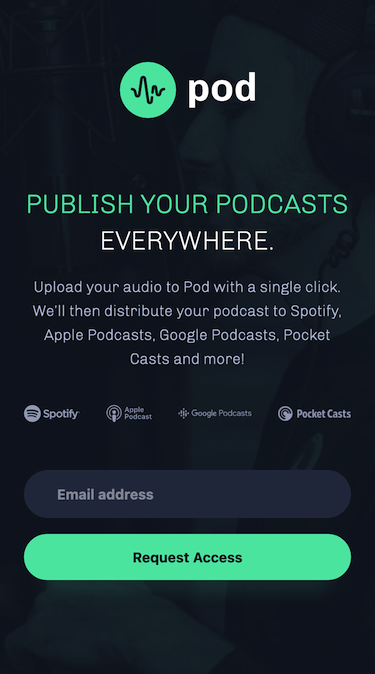 pod
PUBLISH YOUR PODCASTS
EVERYWHERE.
Upload your audio to Pod with a single click.
We’ll then distribute your podcast to Spotify,
Apple Podcasts, Google Podcasts, Pocket
Casts and more!
Spotify Apple Podcast Google Podcasts Pocket Casts
Email address
Request Access